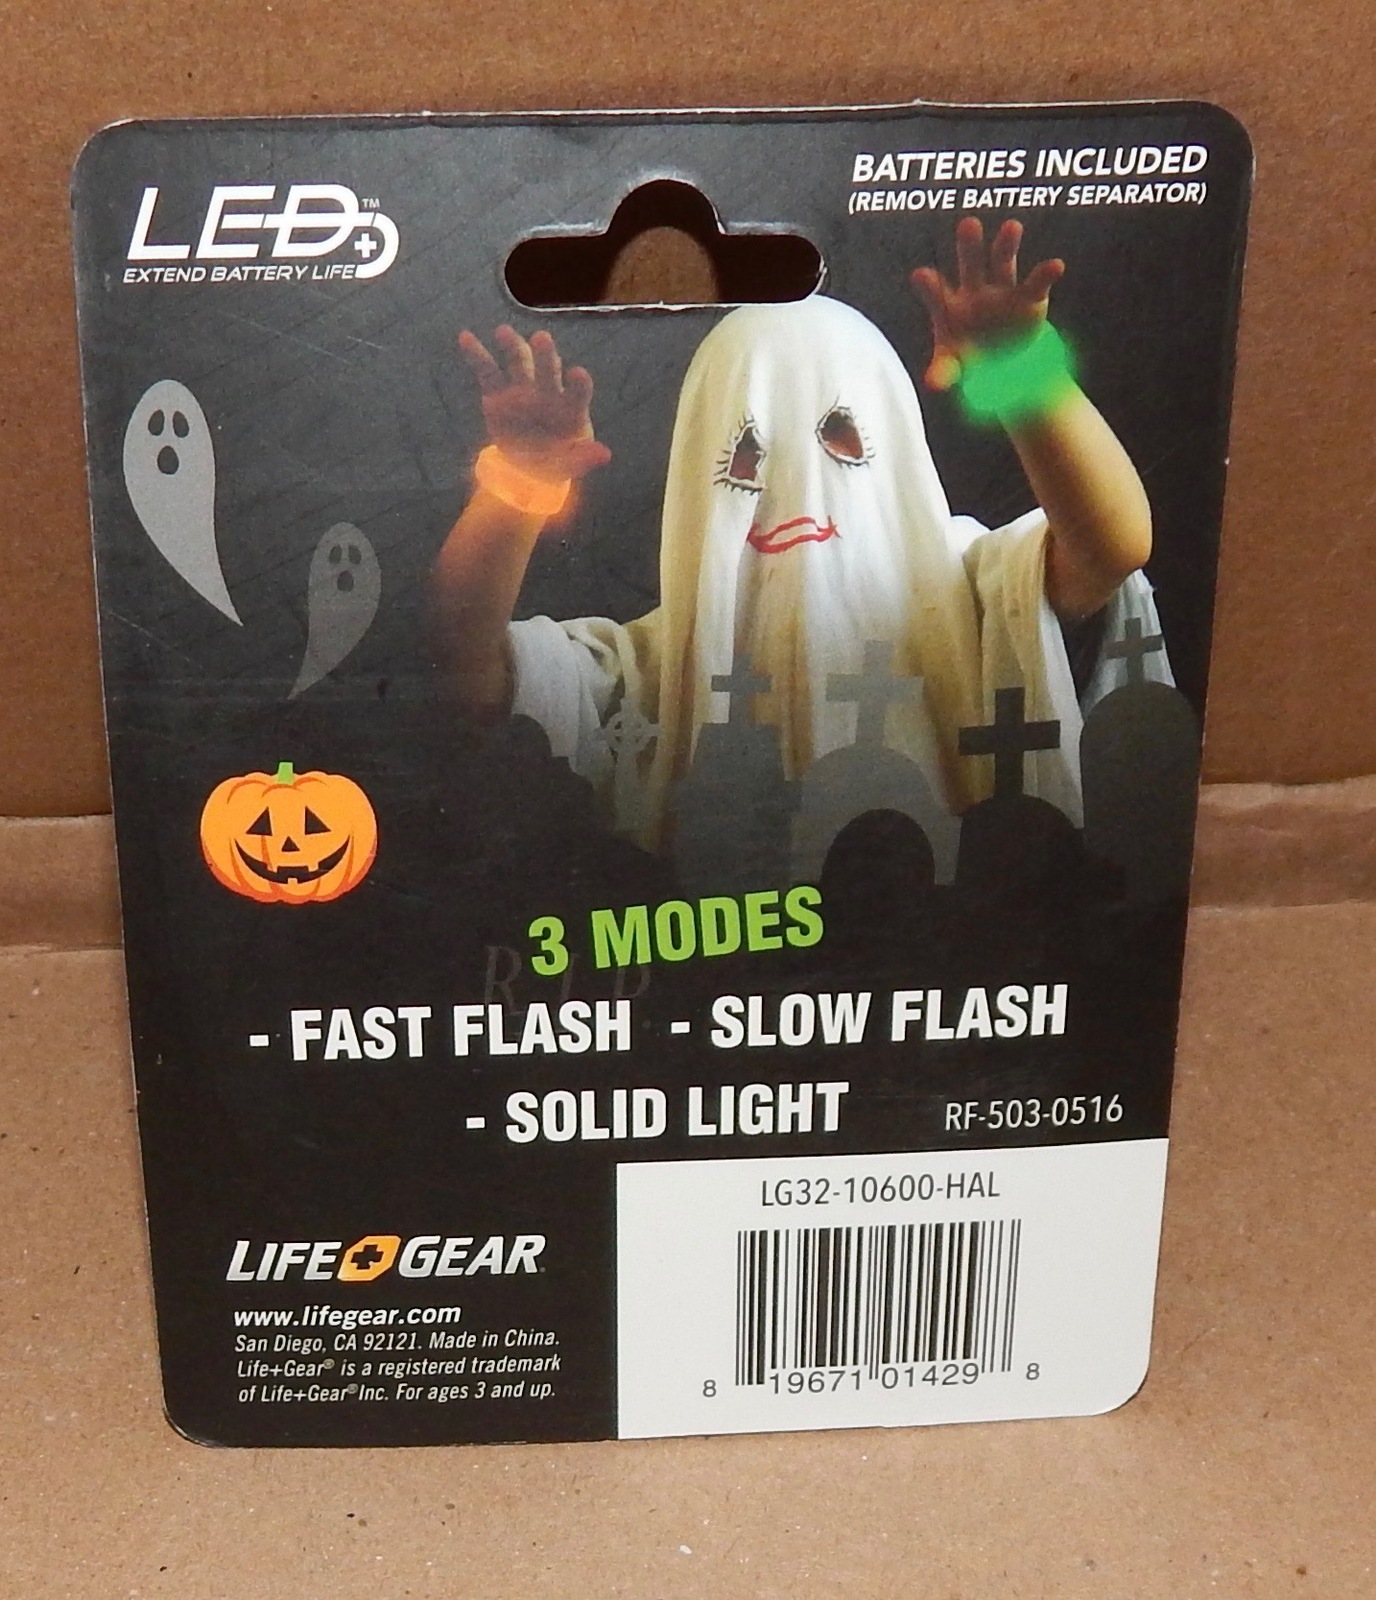 LED+™
EXTEND BATTERY LIFE
BATTERIES INCLUDED
(REMOVE BATTERY SEPARATOR)
3 MODES
R.I.P.
- FAST FLASH - SLOW FLASH
- SOLID LIGHT
RF-503-0516
LG32-10600-HAL
8 19671 01429 8
LIFE+GEAR
www.lifegear.com
San Diego, CA 92121. Made in China.
Life+Gear® is a registered trademark
of Life+Gear® Inc. For ages 3 and up.